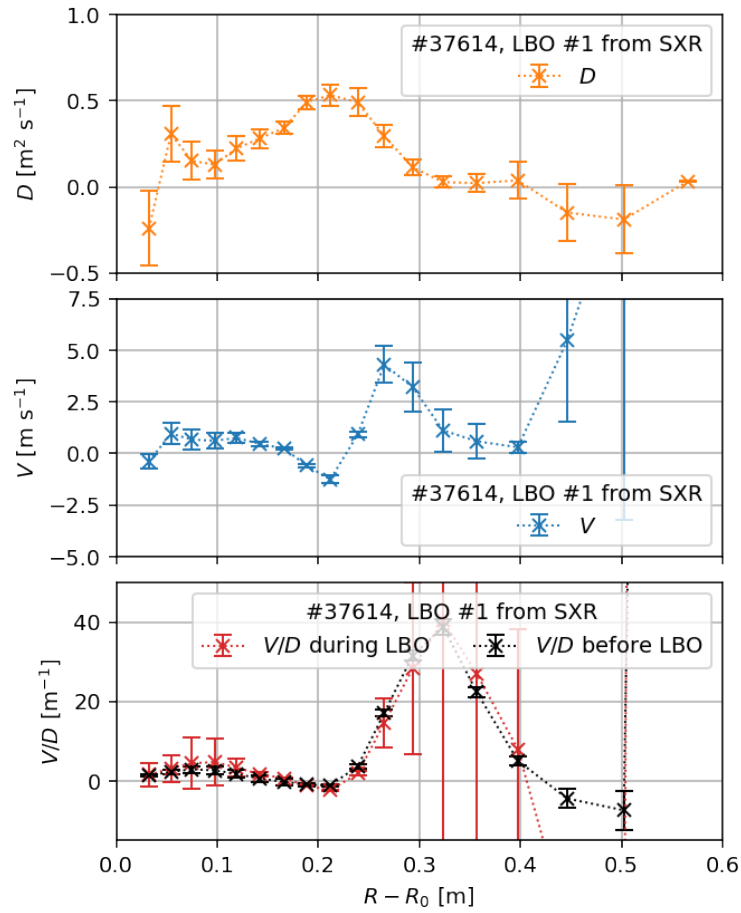 1.0
0.5
0.0
−0.5
D [m² s⁻¹]
#37614, LBO #1 from SXR
D
7.5
5.0
2.5
0.0
−2.5
−5.0
V [m s⁻¹]
#37614, LBO #1 from SXR
V
40
20
0
V/D [m⁻¹]
#37614, LBO #1 from SXR
V/D during LBO V/D before LBO
0.0 0.1 0.2 0.3 0.4 0.5 0.6
R − R₀ [m]